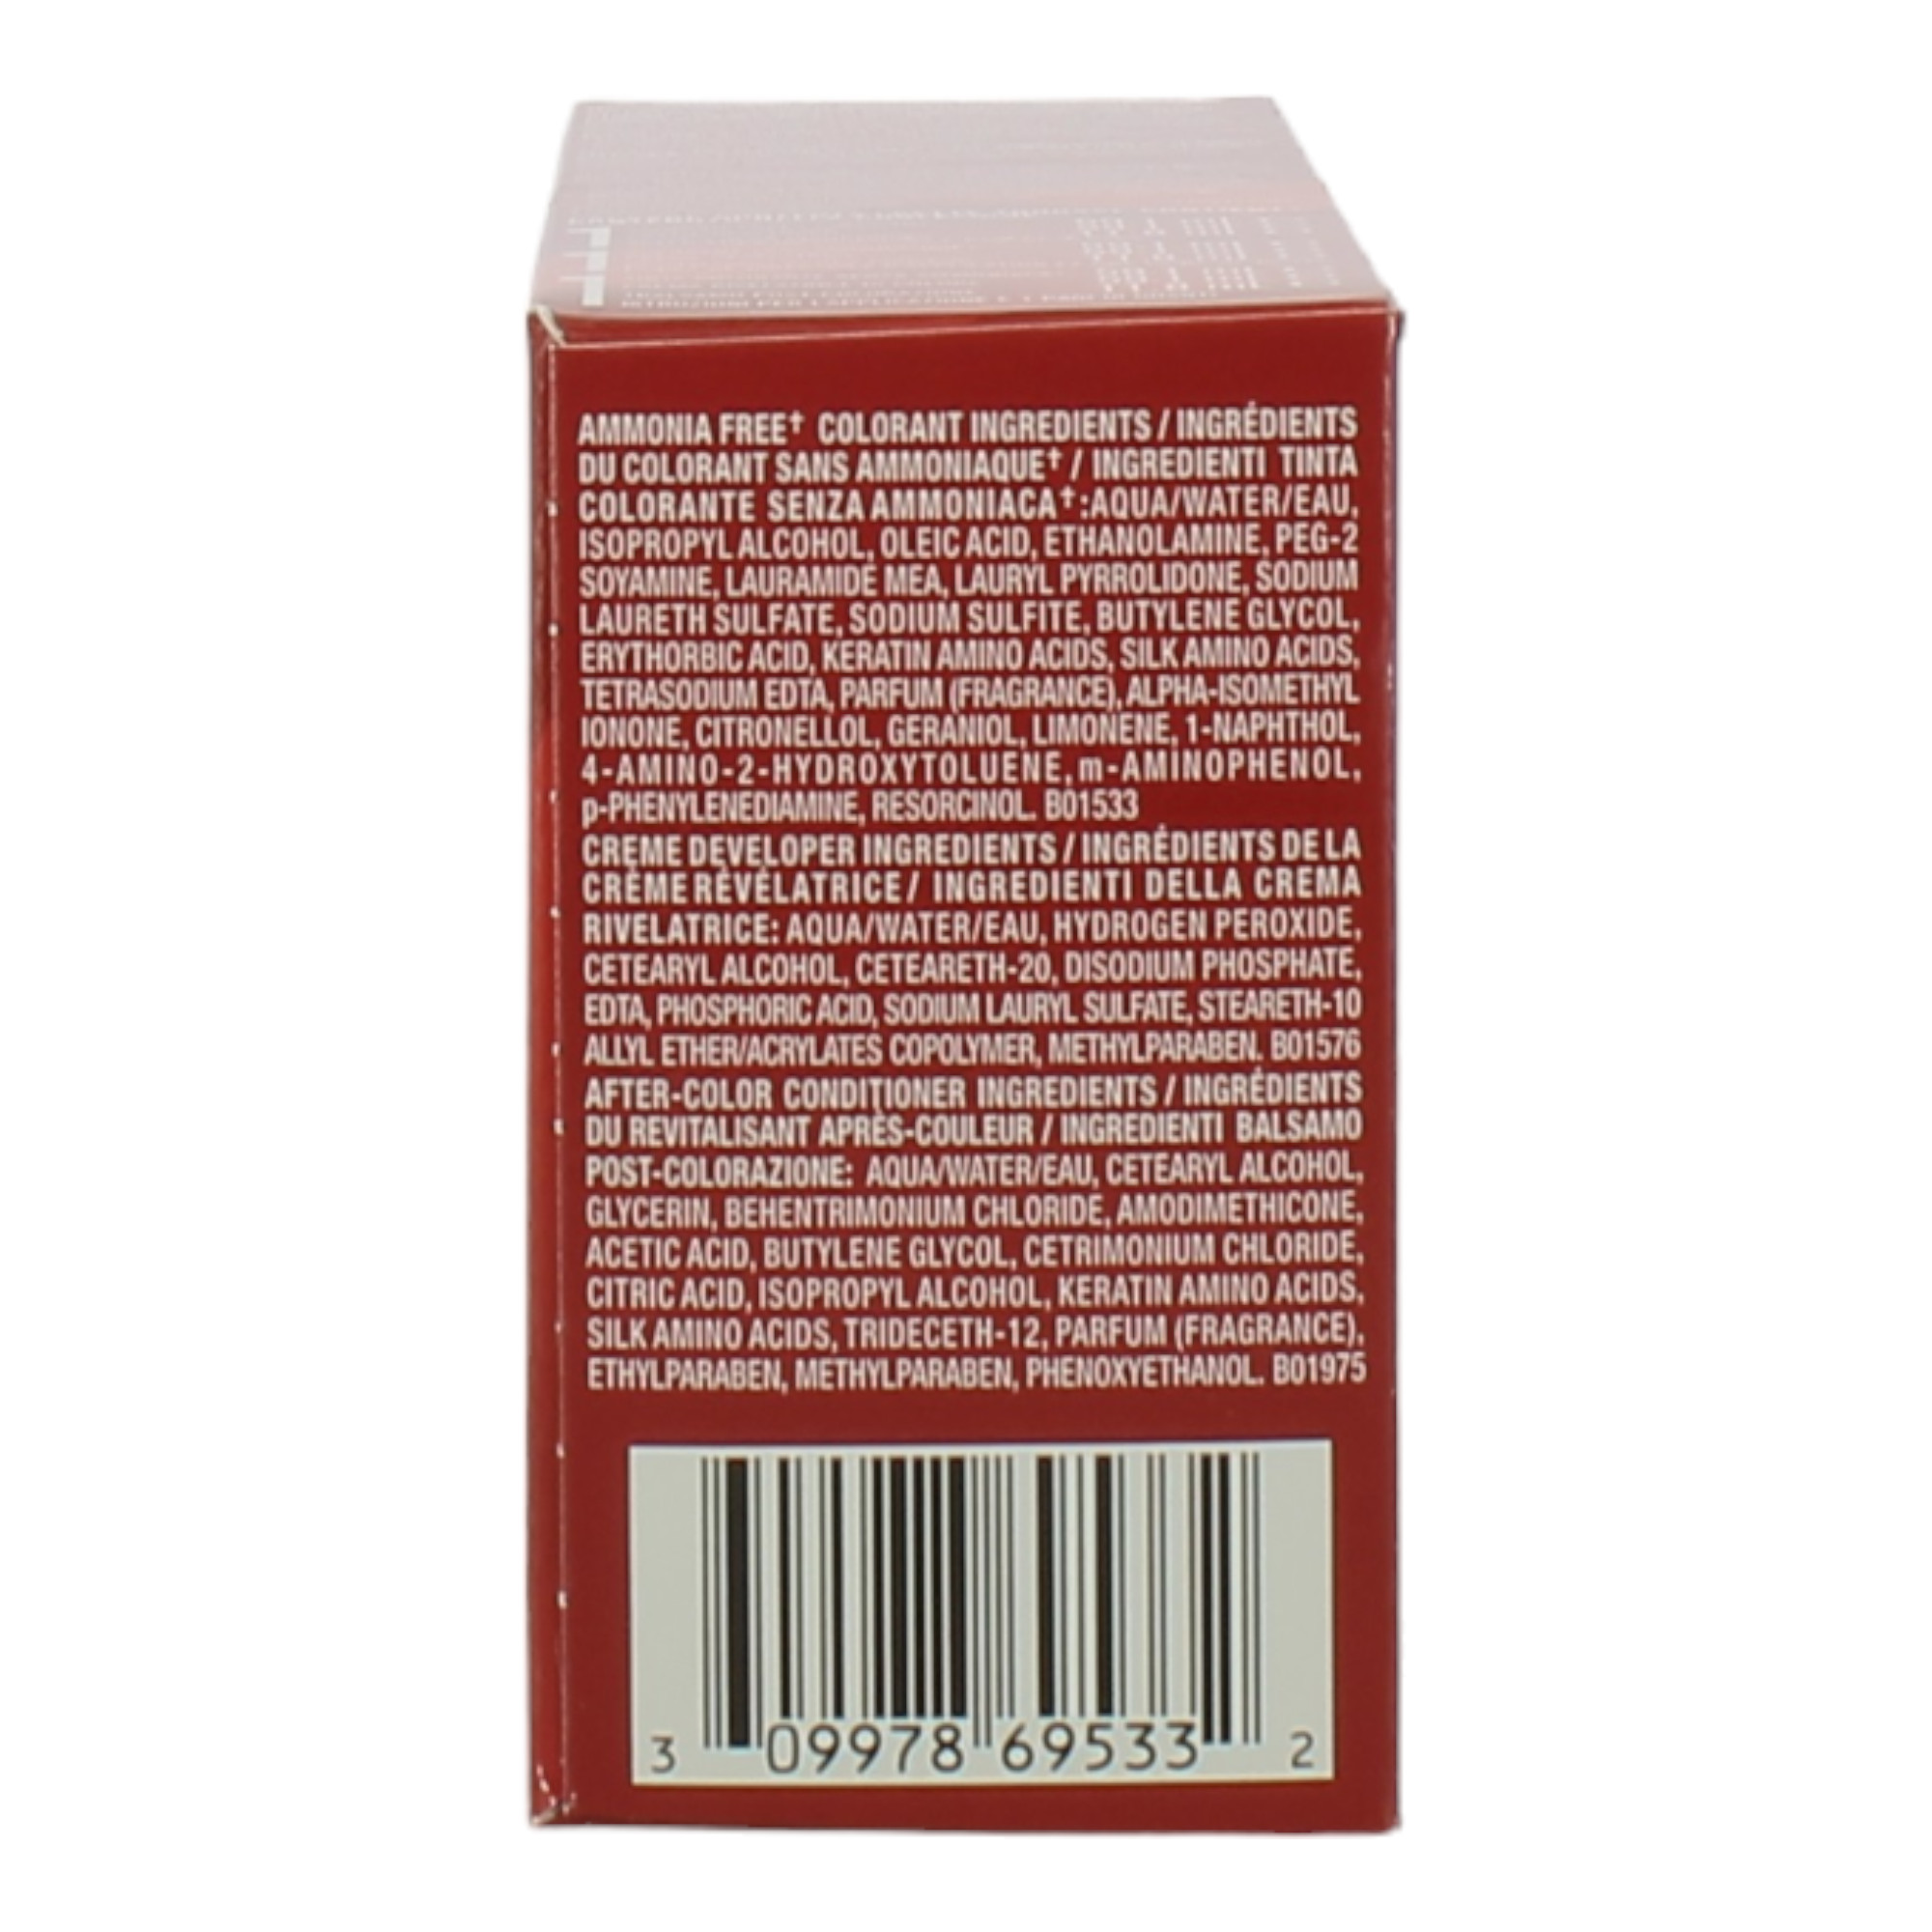 AMMONIA FREE† COLORANT INGREDIENTS / INGRÉDIENTS
DU COLORANT SANS AMMONIAQUE† / INGREDIENTI TINTA
COLORANTE SENZA AMMONIACA†:AQUA/WATER/EAU,
ISOPROPYL ALCOHOL, OLEIC ACID, ETHANOLAMINE, PEG-2
SOYAMINE, LAURAMIDE MEA, LAURYL PYRROLIDONE, SODIUM
LAURETH SULFATE, SODIUM SULFITE, BUTYLENE GLYCOL,
ERYTHORBIC ACID, KERATIN AMINO ACIDS, SILK AMINO ACIDS,
TETRASODIUM EDTA, PARFUM (FRAGRANCE), ALPHA-ISOMETHYL
IONONE, CITRONELLOL, GERANIOL, LIMONENE, 1-NAPHTHOL,
4-AMINO-2-HYDROXYTOLUENE, m-AMINOPHENOL,
p-PHENYLENEDIAMINE, RESORCINOL. B01533
CREME DEVELOPER INGREDIENTS / INGRÉDIENTS DE LA
CRÈME RÉVÉLATRICE / INGREDIENTI DELLA CREMA
RIVELATRICE: AQUA/WATER/EAU, HYDROGEN PEROXIDE,
CETEARYL ALCOHOL, CETEARETH-20, DISODIUM PHOSPHATE,
EDTA, PHOSPHORIC ACID, SODIUM LAURYL SULFATE, STEARETH-10
ALLYL ETHER/ACRYLATES COPOLYMER, METHYLPARABEN. B01576
AFTER-COLOR CONDITIONER INGREDIENTS / INGRÉDIENTS
DU REVITALISANT APRÈS-COULEUR / INGREDIENTI BALSAMO
POST-COLORAZIONE: AQUA/WATER/EAU, CETEARYL ALCOHOL,
GLYCERIN, BEHENTRIMONIUM CHLORIDE, AMODIMETHICONE,
ACETIC ACID, BUTYLENE GLYCOL, CETRIMONIUM CHLORIDE,
CITRIC ACID, ISOPROPYL ALCOHOL, KERATIN AMINO ACIDS,
SILK AMINO ACIDS, TRIDECETH-12, PARFUM (FRAGRANCE),
ETHYLPARABEN, METHYLPARABEN, PHENOXYETHANOL. B01975
3 09978 69533 2